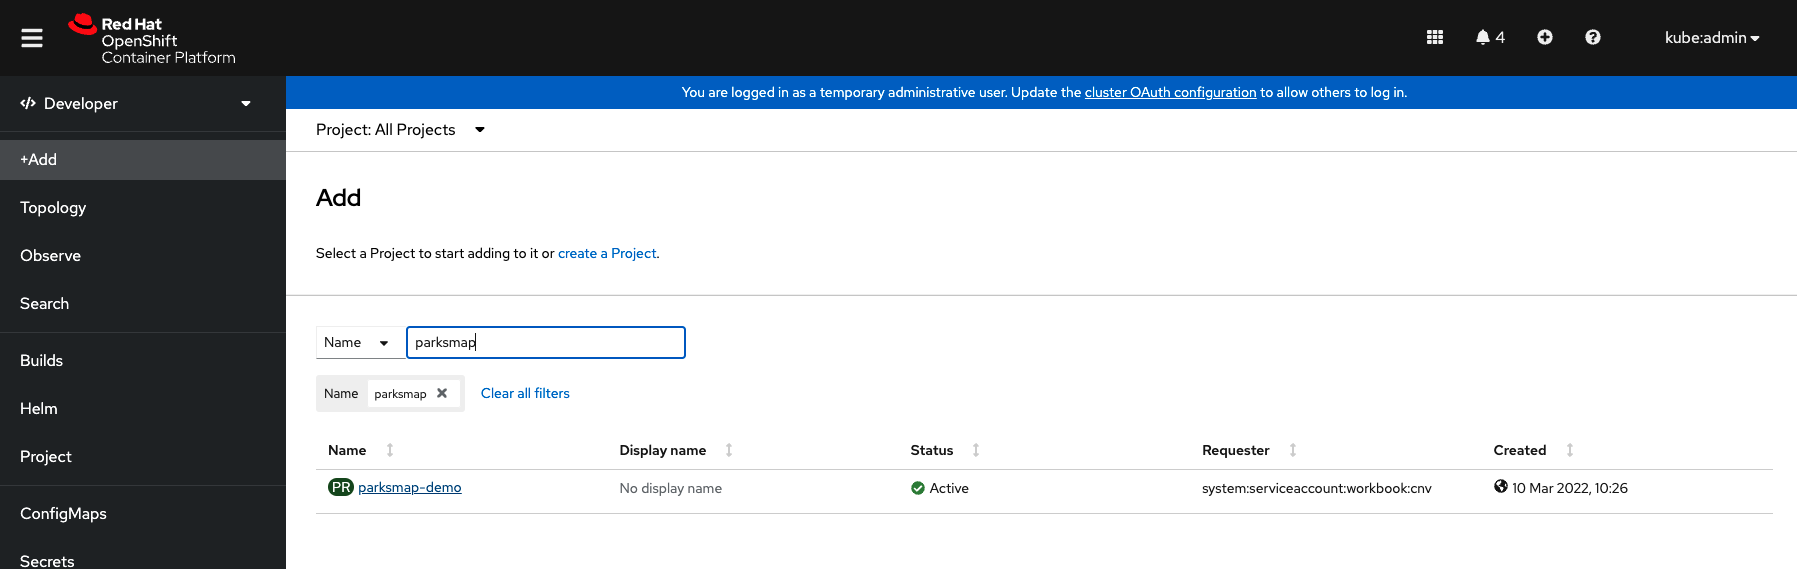 Red Hat
OpenShift
Container Platform
4
kube:admin
Developer
You are logged in as a temporary administrative user. Update the cluster OAuth configuration to allow others to log in.
Project: All Projects
+Add
Topology
Observe
Search
Builds
Helm
Project
ConfigMaps
Secrets
Add
Select a Project to start adding to it or create a Project.
Name parksmap
Name parksmap Clear all filters
Name Display name Status Requester Created
PR parksmap-demo No display name Active system:serviceaccount:workbook:cnv 10 Mar 2022, 10:26